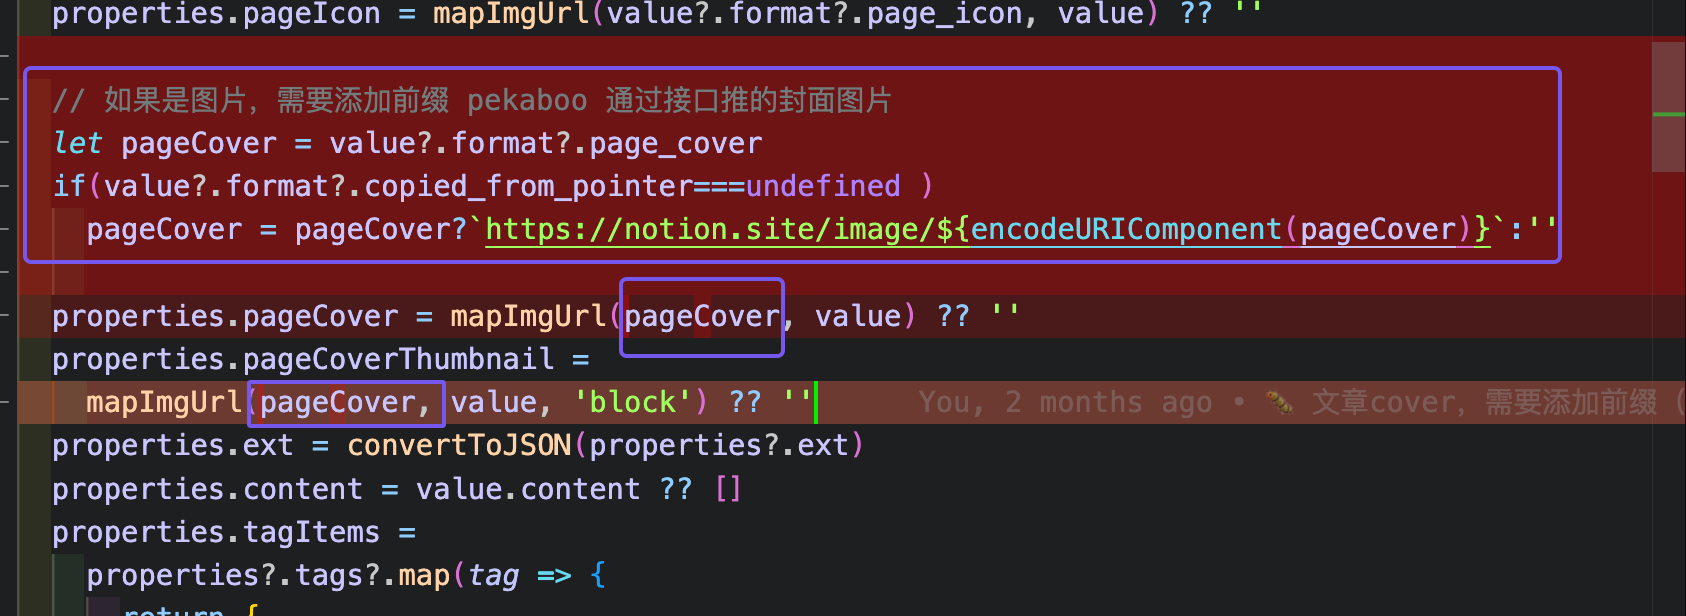 properties.pageIcon = mapImgUrl(value?.format?.page_icon, value) ?? ''
// 如果是图片，需要添加前缀 pekaboo 通过接口推的封面图片
let pageCover = value?.format?.page_cover
if(value?.format?.copied_from_pointer===undefined )
pageCover = pageCover?`https://notion.site/image/${encodeURIComponent(pageCover)}`:''
properties.pageCover = mapImgUrl(pageCover, value) ?? ''
properties.pageCoverThumbnail =
mapImgUrl(pageCover, value, 'block') ?? '' You, 2 months ago • 🐛 文章cover，需要添加前缀（
properties.ext = convertToJSON(properties?.ext)
properties.content = value.content ?? []
properties.tagItems =
properties?.tags?.map(tag => {
return {